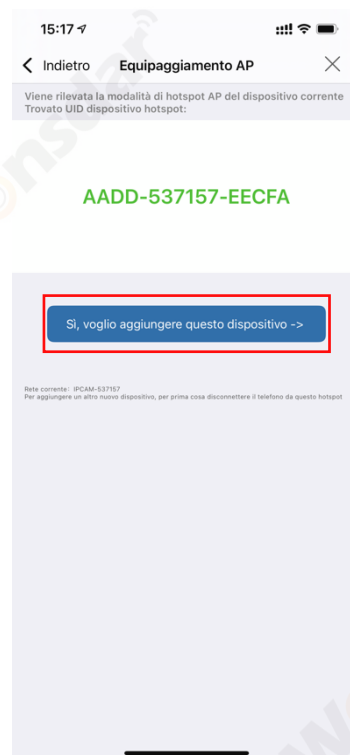 15:17
Indietro Equipaggiamento AP
Viene rilevata la modalità di hotspot AP del dispositivo corrente
Trovato UID dispositivo hotspot:
AADD-537157-EECFA
Sì, voglio aggiungere questo dispositivo ->
Rete corrente: IPCAM-537157
Per aggiungere un altro nuovo dispositivo, per prima cosa disconnettere il telefono da questo hotspot